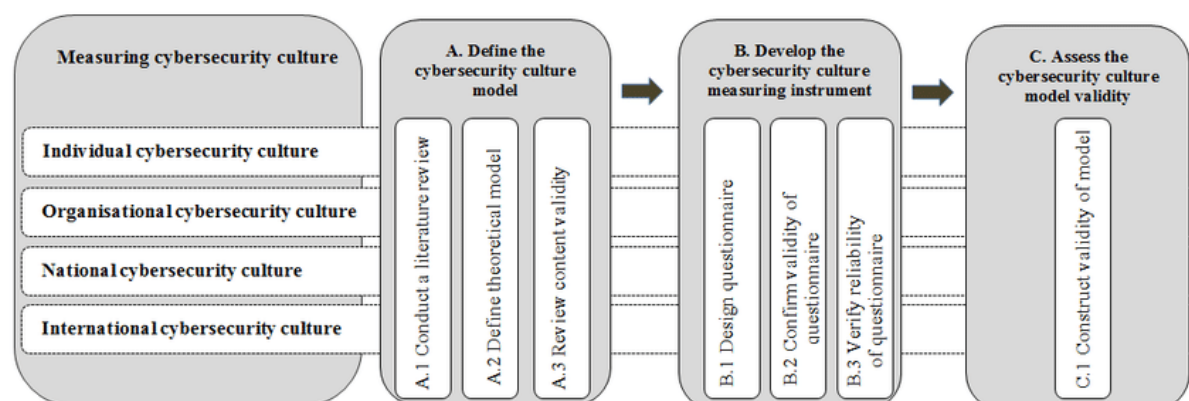 Measuring cybersecurity culture
Individual cybersecurity culture
Organisational cybersecurity culture
National cybersecurity culture
International cybersecurity culture
A. Define the
cybersecurity culture
model
A.1 Conduct a literature review
A.2 Define theoretical model
A.3 Review content validity
B. Develop the
cybersecurity culture
measuring instrument
B.1 Design questionnaire
B.2 Confirm validity of
questionnaire
B.3 Verify reliability
of questionnaire
C. Assess the
cybersecurity culture
model validity
C.1 Construct validity of model